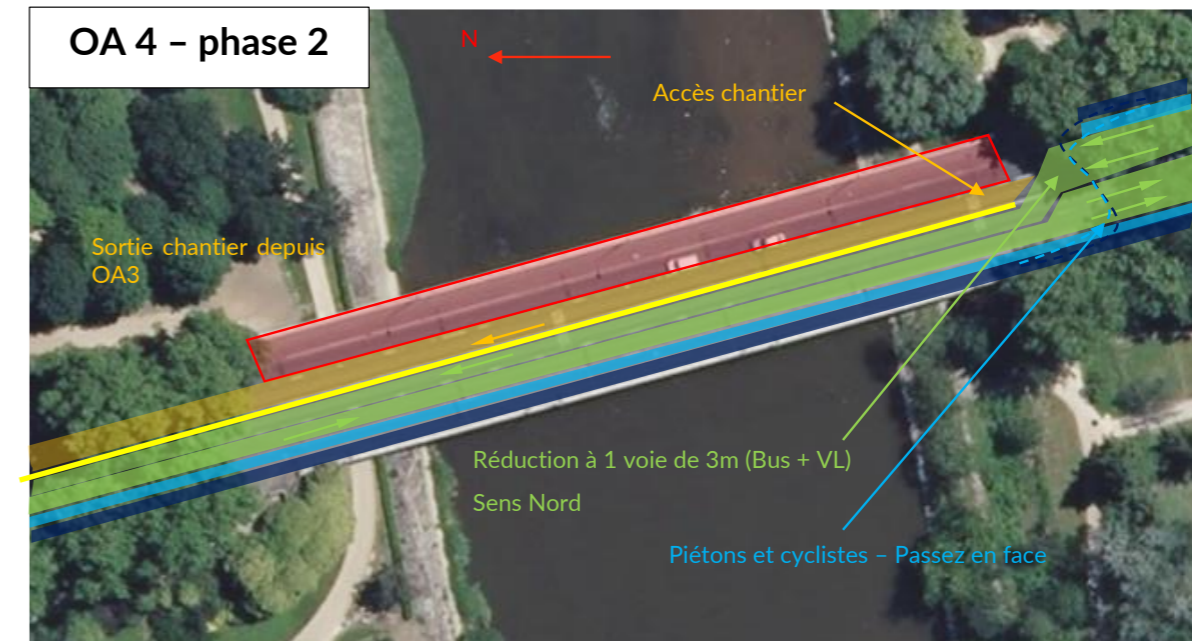 OA 4 – phase 2
N
Accès chantier
Sortie chantier depuis
OA3
Réduction à 1 voie de 3m (Bus + VL)
Sens Nord
Piétons et cyclistes – Passez en face